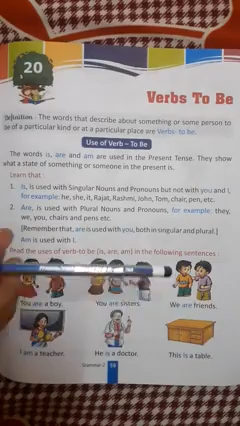 20
Verbs To Be
Definition The words that describe about something or some person to
be of a particular kind or at a particular place are Verbs- to be.
Use of Verb – To Be
The words is, are and am are used in the Present Tense. They show
what a state of something or someone in the present is.
Learn that :
1. Is, is used with Singular Nouns and Pronouns but not with you and I,
for example: he, she, it, Rajat, Rashmi, John, Tom, chair, pen, etc.
2. Are, is used with Plural Nouns and Pronouns, for example: they,
we, you, chairs and pens etc.
[Remember that, are is used with you, both in singular and plural.]
Am is used with I.
Read the uses of verb-to be (is, are, am) in the following sentences :
You are a boy. You are sisters. We are friends.
I am a teacher. He is a doctor. This is a table.
Grammar-2